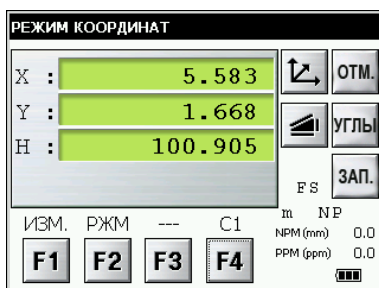 РЕЖИМ КООРДИНАТ
X : 5.583
ОТМ.
Y : 1.668
УГЛЫ
H : 100.905
ЗАП.
FS
m NP
ИЗМ. РЖМ --- C1
NPM (mm) 0.0
F1 F2 F3 F4
PPM (ppm) 0.0